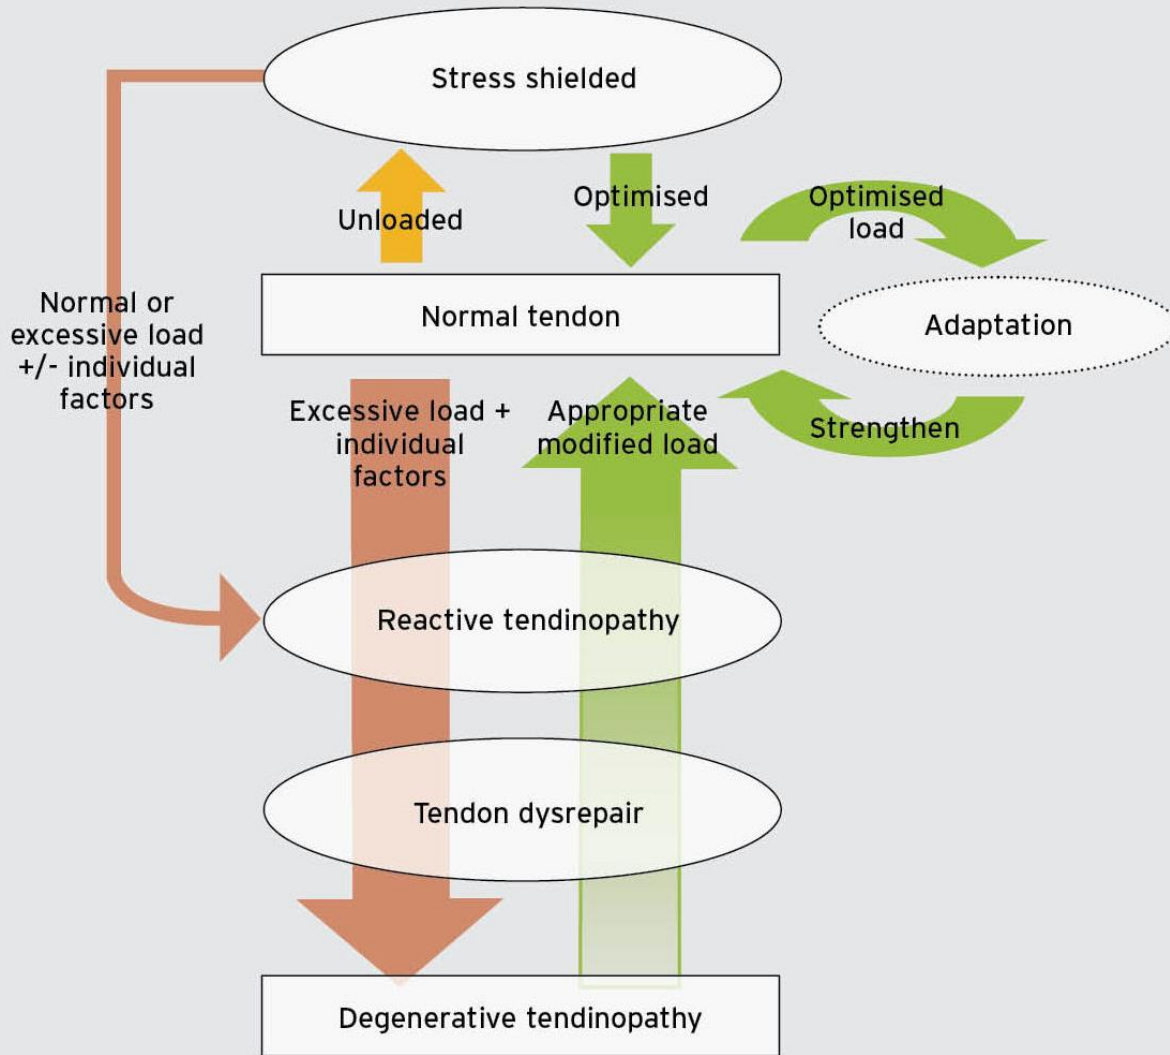 Stress shielded
Unloaded
Optimised
Optimised
load
Normal or
excessive load
+/- individual
factors
Normal tendon
Adaptation
Excessive load +
individual
factors
Appropriate
modified load
Strengthen
Reactive tendinopathy
Tendon dysrepair
Degenerative tendinopathy